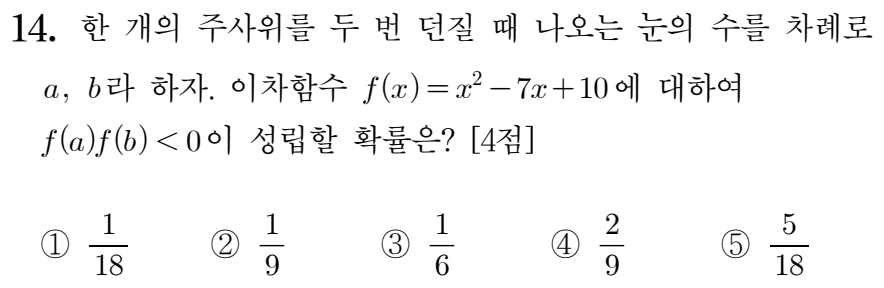 14. 한 개의 주사위를 두 번 던질 때 나오는 눈의 수를 차례로
a, b라 하자. 이차함수 f(x)=x²−7x+10에 대하여
f(a)f(b)<0이 성립할 확률은? [4점]
① 1/18 ② 1/9 ③ 1/6 ④ 2/9 ⑤ 5/18